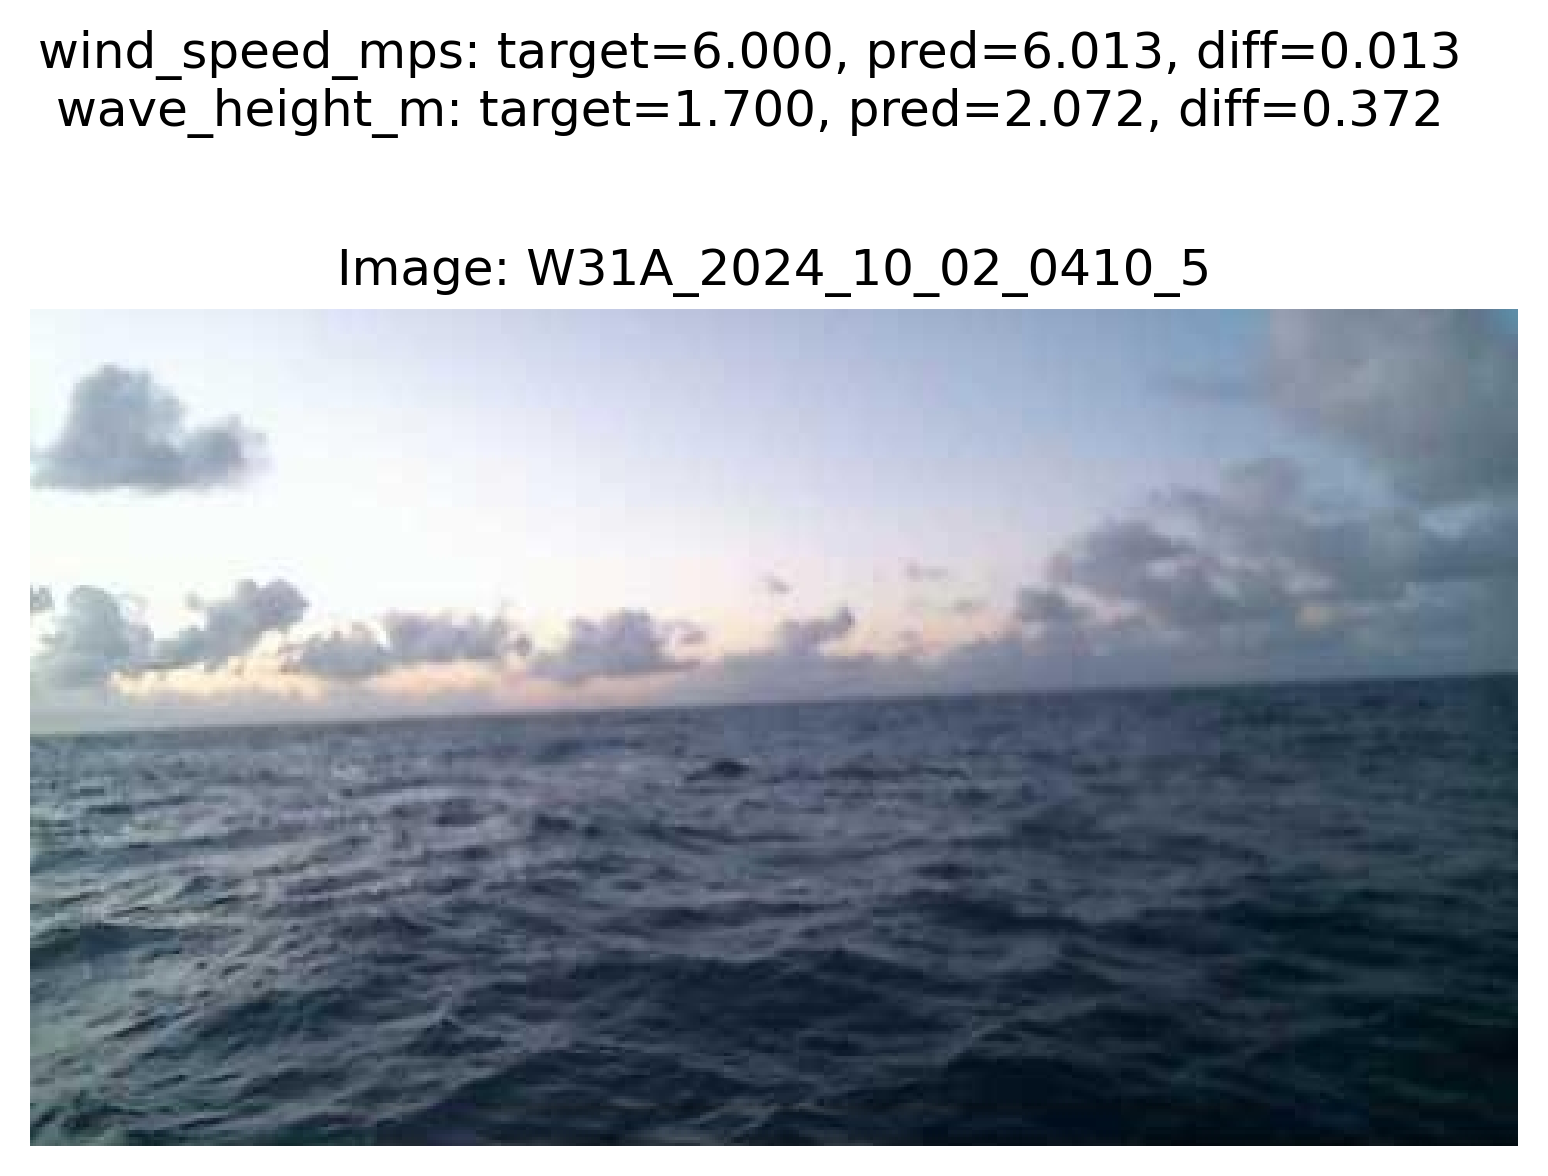 wind_speed_mps: target=6.000, pred=6.013, diff=0.013
wave_height_m: target=1.700, pred=2.072, diff=0.372
Image: W31A_2024_10_02_0410_5